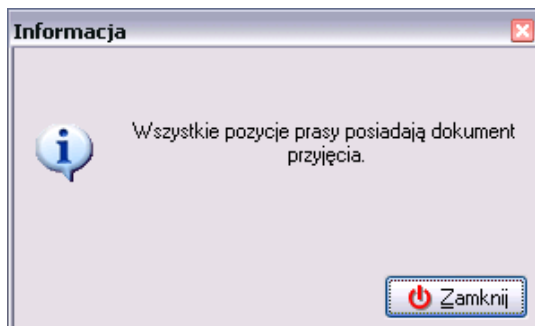 Informacja
Wszystkie pozycje prasy posiadają dokument
przyjęcia.
Zamknij